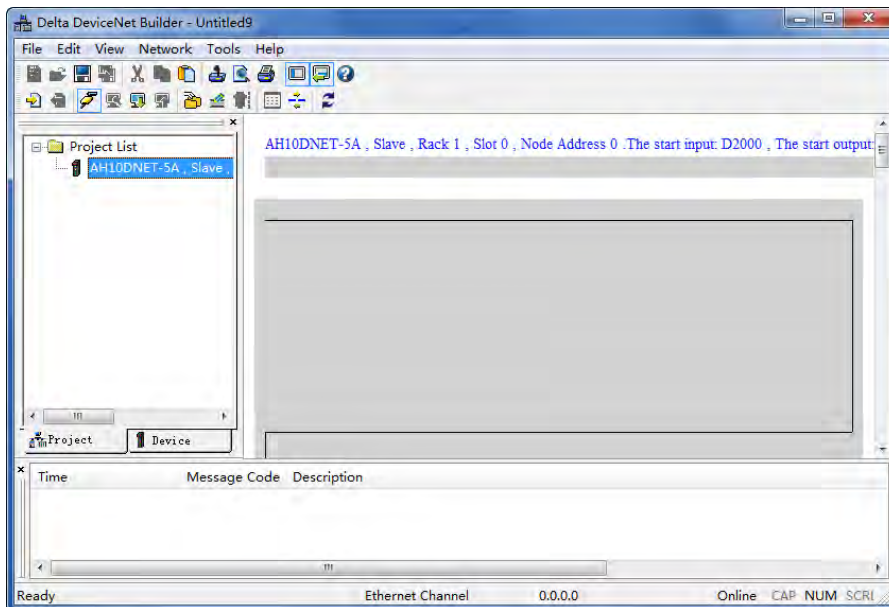 Delta DeviceNet Builder - Untitled9
File Edit View Network Tools Help
Project List
AH10DNET-5A , Slave ,
AH10DNET-5A , Slave , Rack 1 , Slot 0 , Node Address 0 .The start input: D2000 , The start output:
Project Device
Time Message Code Description
Ready Ethernet Channel 0.0.0.0 Online CAP NUM SCRL